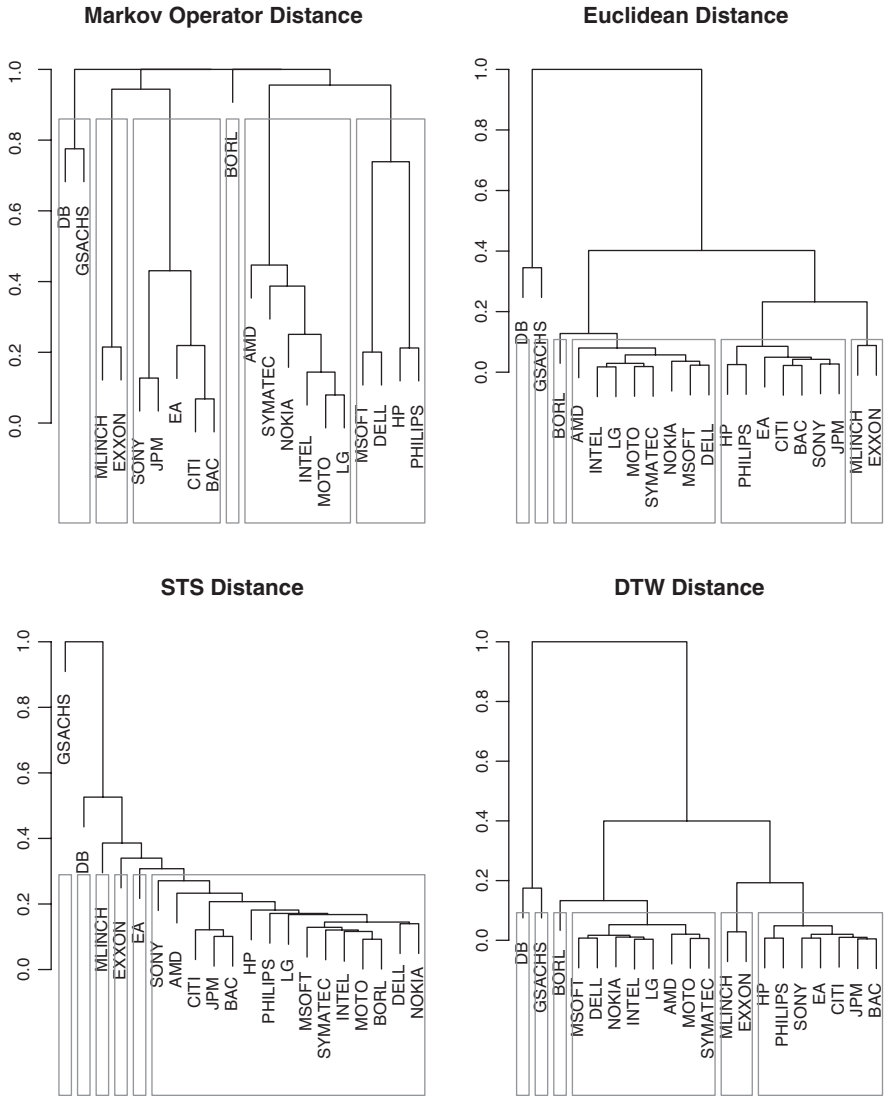 Markov Operator Distance
1.0
0.8
0.6
0.4
0.2
0.0
DB
GSACHS
MLINCH
EXXON
SONY
JPM
EA
CITI
BAC
BORL
AMD
SYMATEC
NOKIA
INTEL
MOTO
LG
MSOFT
DELL
HP
PHILIPS
Euclidean Distance
1.0
0.8
0.6
0.4
0.2
0.0
DB
GSACHS
BORL
AMD
INTEL
LG
MOTO
SYMATEC
NOKIA
MSOFT
DELL
HP
PHILIPS
EA
CITI
BAC
SONY
JPM
MLINCH
EXXON
STS Distance
1.0
0.8
0.6
0.4
0.2
0.0
GSACHS
DB
MLINCH
EXXON
EA
SONY
AMD
CITI
JPM
BAC
HP
PHILIPS
LG
MSOFT
SYMATEC
INTEL
MOTO
BORL
DELL
NOKIA
DTW Distance
1.0
0.8
0.6
0.4
0.2
0.0
DB
GSACHS
BORL
MSOFT
DELL
NOKIA
INTEL
LG
AMD
MOTO
SYMATEC
MLINCH
EXXON
HP
PHILIPS
SONY
EA
CITI
JPM
BAC